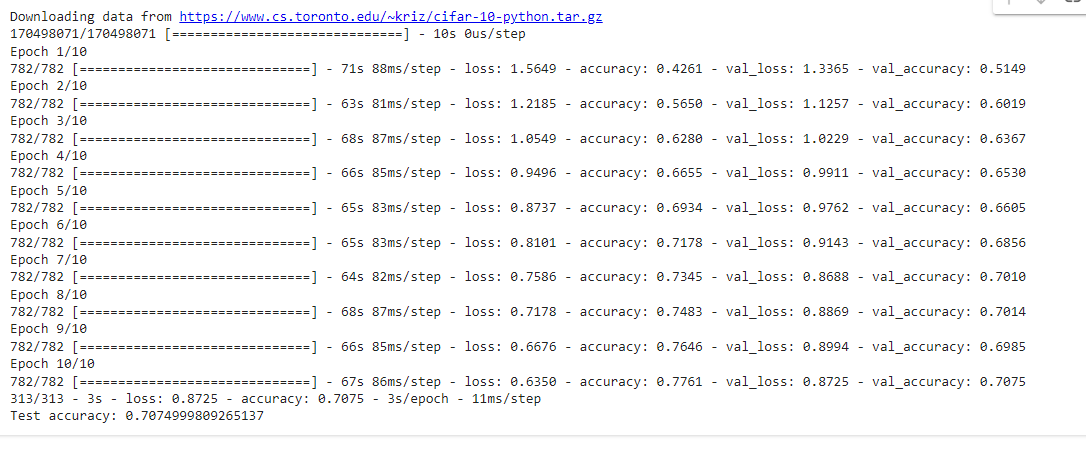 Downloading data from https://www.cs.toronto.edu/~kriz/cifar-10-python.tar.gz
170498071/170498071 [==============================] - 10s 0us/step
Epoch 1/10
782/782 [==============================] - 71s 88ms/step - loss: 1.5649 - accuracy: 0.4261 - val_loss: 1.3365 - val_accuracy: 0.5149
Epoch 2/10
782/782 [==============================] - 63s 81ms/step - loss: 1.2185 - accuracy: 0.5650 - val_loss: 1.1257 - val_accuracy: 0.6019
Epoch 3/10
782/782 [==============================] - 68s 87ms/step - loss: 1.0549 - accuracy: 0.6280 - val_loss: 1.0229 - val_accuracy: 0.6367
Epoch 4/10
782/782 [==============================] - 66s 85ms/step - loss: 0.9496 - accuracy: 0.6655 - val_loss: 0.9911 - val_accuracy: 0.6530
Epoch 5/10
782/782 [==============================] - 65s 83ms/step - loss: 0.8737 - accuracy: 0.6934 - val_loss: 0.9762 - val_accuracy: 0.6605
Epoch 6/10
782/782 [==============================] - 65s 83ms/step - loss: 0.8101 - accuracy: 0.7178 - val_loss: 0.9143 - val_accuracy: 0.6856
Epoch 7/10
782/782 [==============================] - 64s 82ms/step - loss: 0.7586 - accuracy: 0.7345 - val_loss: 0.8688 - val_accuracy: 0.7010
Epoch 8/10
782/782 [==============================] - 68s 87ms/step - loss: 0.7178 - accuracy: 0.7483 - val_loss: 0.8869 - val_accuracy: 0.7014
Epoch 9/10
782/782 [==============================] - 66s 85ms/step - loss: 0.6676 - accuracy: 0.7646 - val_loss: 0.8994 - val_accuracy: 0.6985
Epoch 10/10
782/782 [==============================] - 67s 86ms/step - loss: 0.6350 - accuracy: 0.7761 - val_loss: 0.8725 - val_accuracy: 0.7075
313/313 - 3s - loss: 0.8725 - accuracy: 0.7075 - 3s/epoch - 11ms/step
Test accuracy: 0.7074999809265137